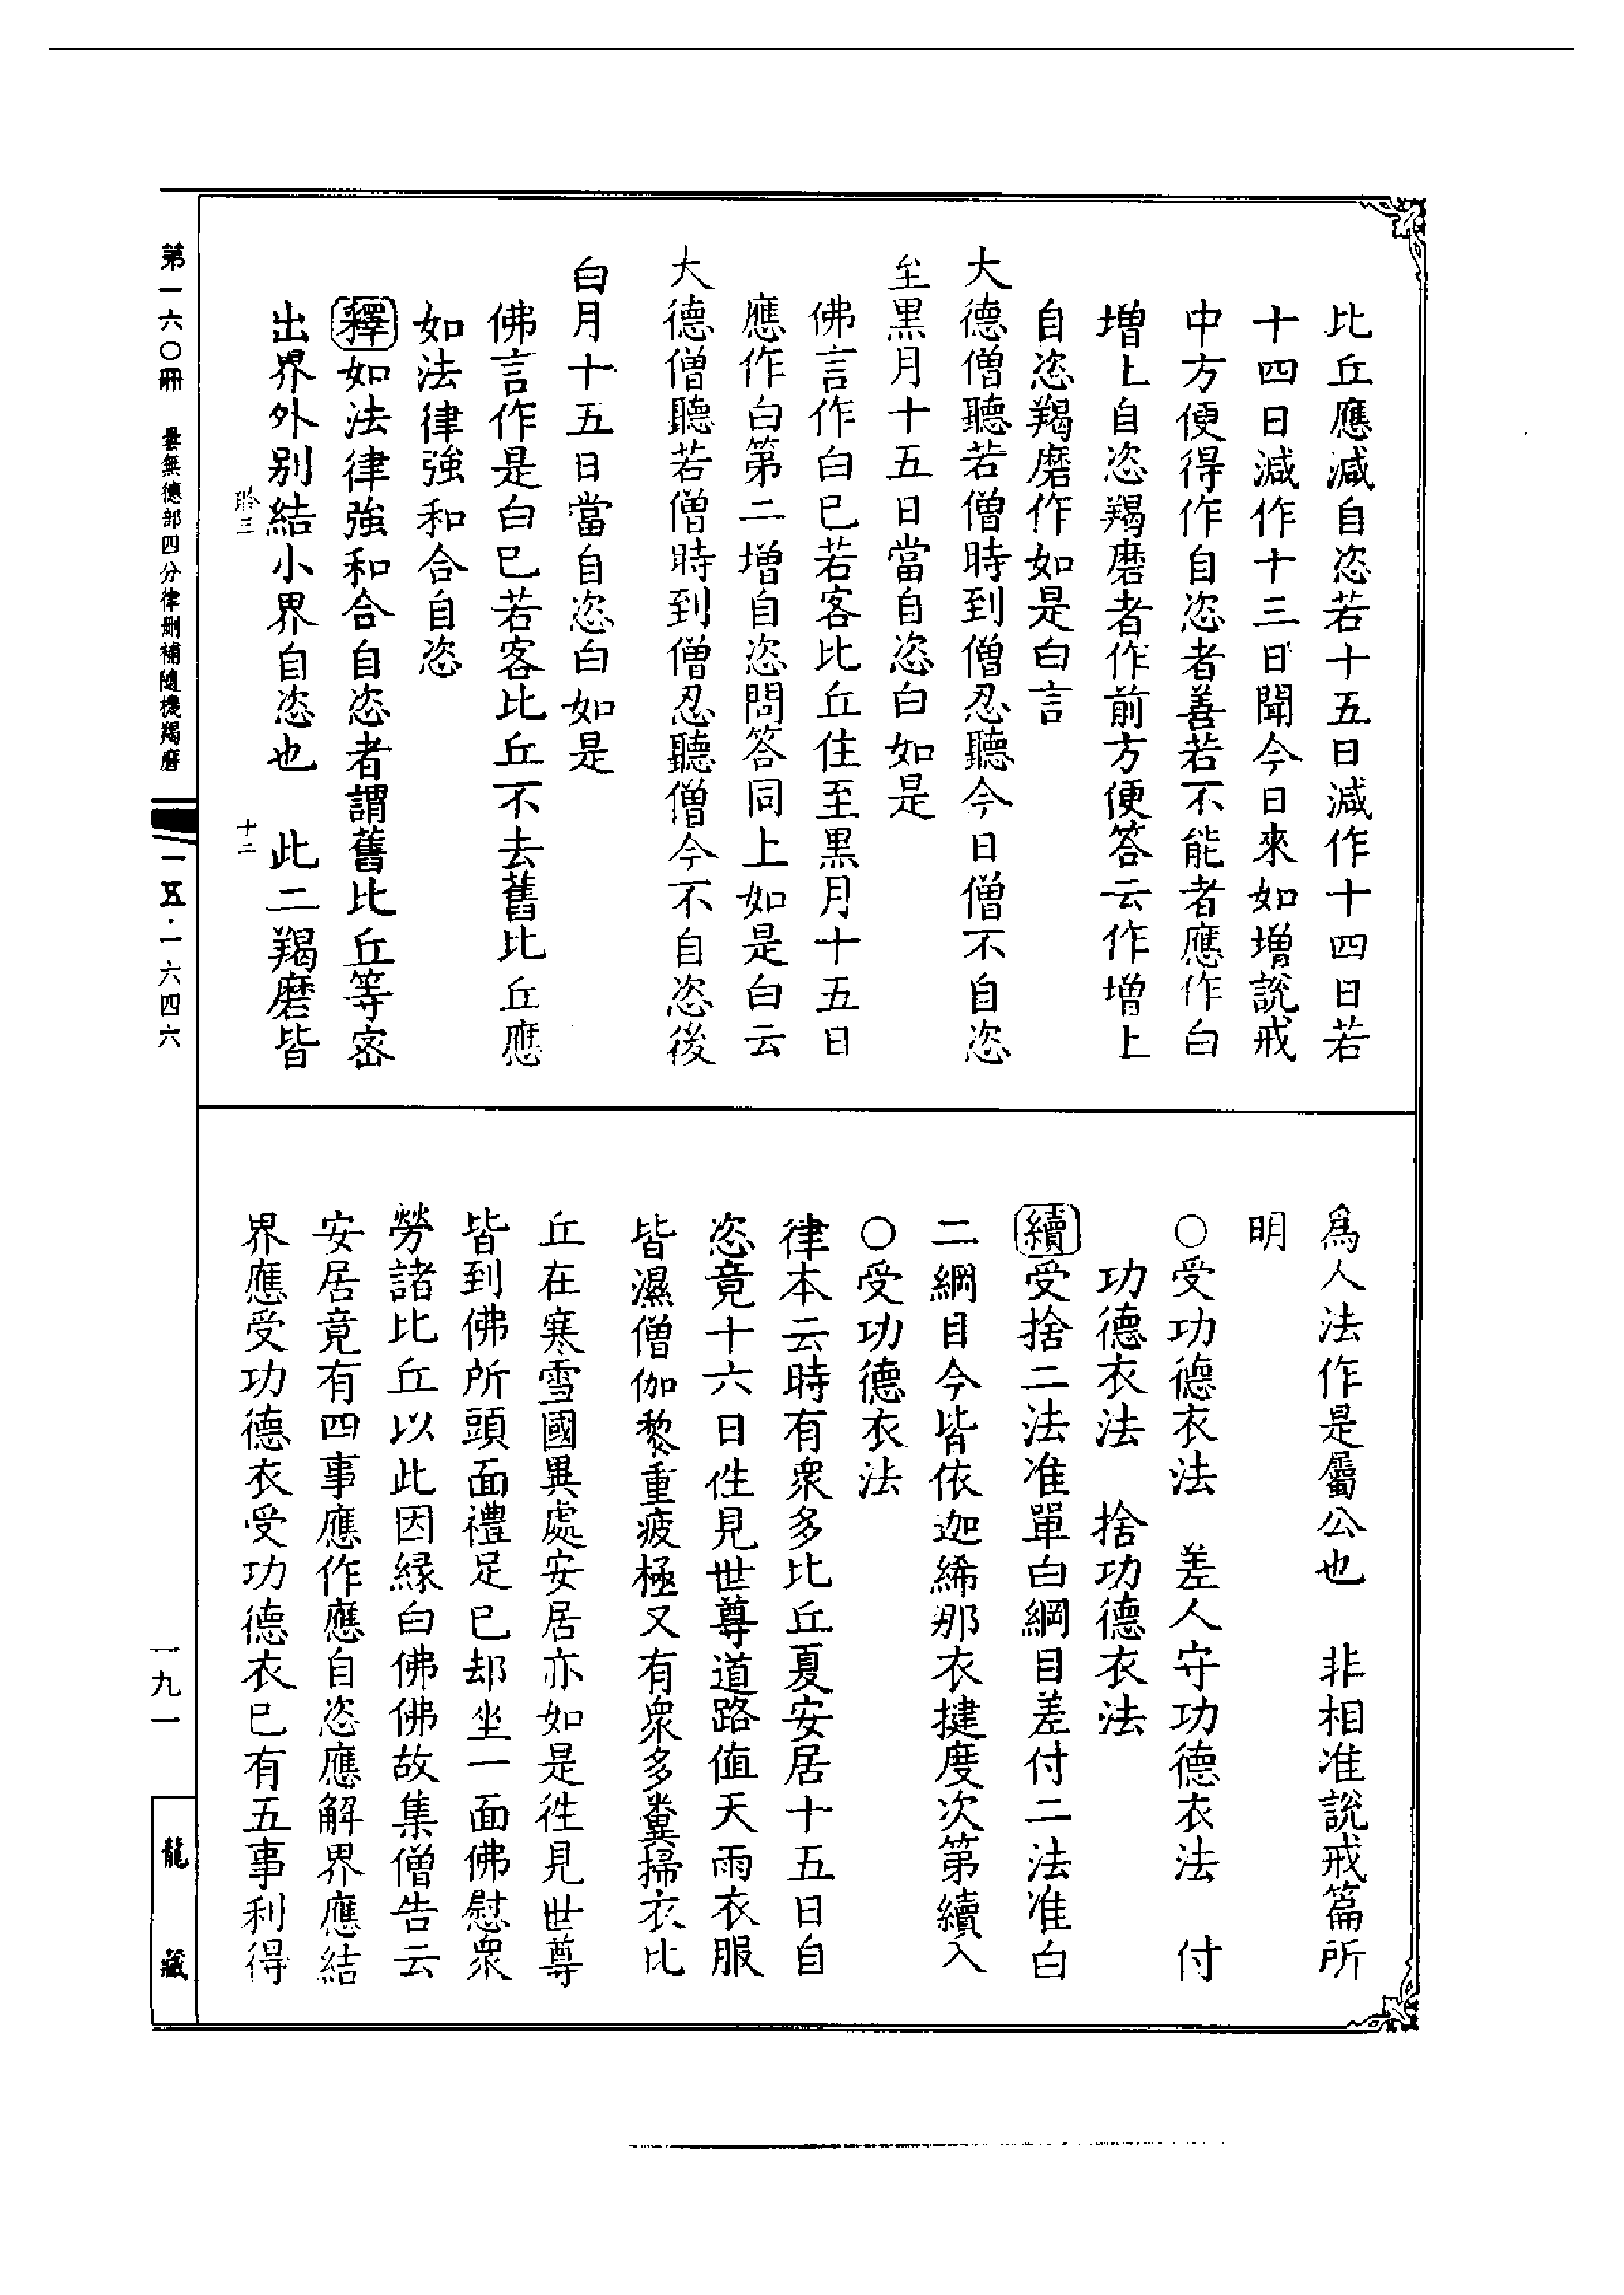 比丘應減自恣若十五日減作十四日若
十四日減作十三日聞今日來如增說戒
中方便得作自恣者善若不能者應作白
增上自恣羯磨者作前方便答云作增上
自恣羯磨作如是白言
大德僧聽若僧時到僧忍聽今日僧不自恣
至黑月十五日當自恣白如是
佛言作白已若客比丘住至黑月十五日
應作白第二增自恣問答同上如是白云
大德僧聽若僧時到僧忍聽僧今不自恣後
白月十五日當自恣白如是
佛言作是白已若客比丘不去舊比丘應
如法律強和合自恣
釋如法律強和合自恣者謂舊比丘等密
出界外別結小界自恣也 此二羯磨皆
爲人法作是屬公也 非相准說戒篇所
明
○受功德衣法 差人守功德衣法 付
功德衣法 捨功德衣法
續受捨二法准單白綱目差付二法准白
二綱目今皆依迦絺那衣揵度次第續入
○受功德衣法
律本云時有衆多比丘夏安居十五日自
恣竟十六日徃見世尊道路值天雨衣服
皆濕僧伽黎重疲極又有衆多糞掃衣比
丘在寒雪國異處安居亦如是徃見世尊
皆到佛所頭面禮足已却坐一面佛慰衆
勞諸比丘以此因緣白佛佛故集僧告云
安居竟有四事應作應自恣應解界應結
界應受功德衣受功德衣已有五事利得
第一六〇冊 曇無德部四分律刪補隨機羯磨
一五·一六四六
十二
一九一
龍藏